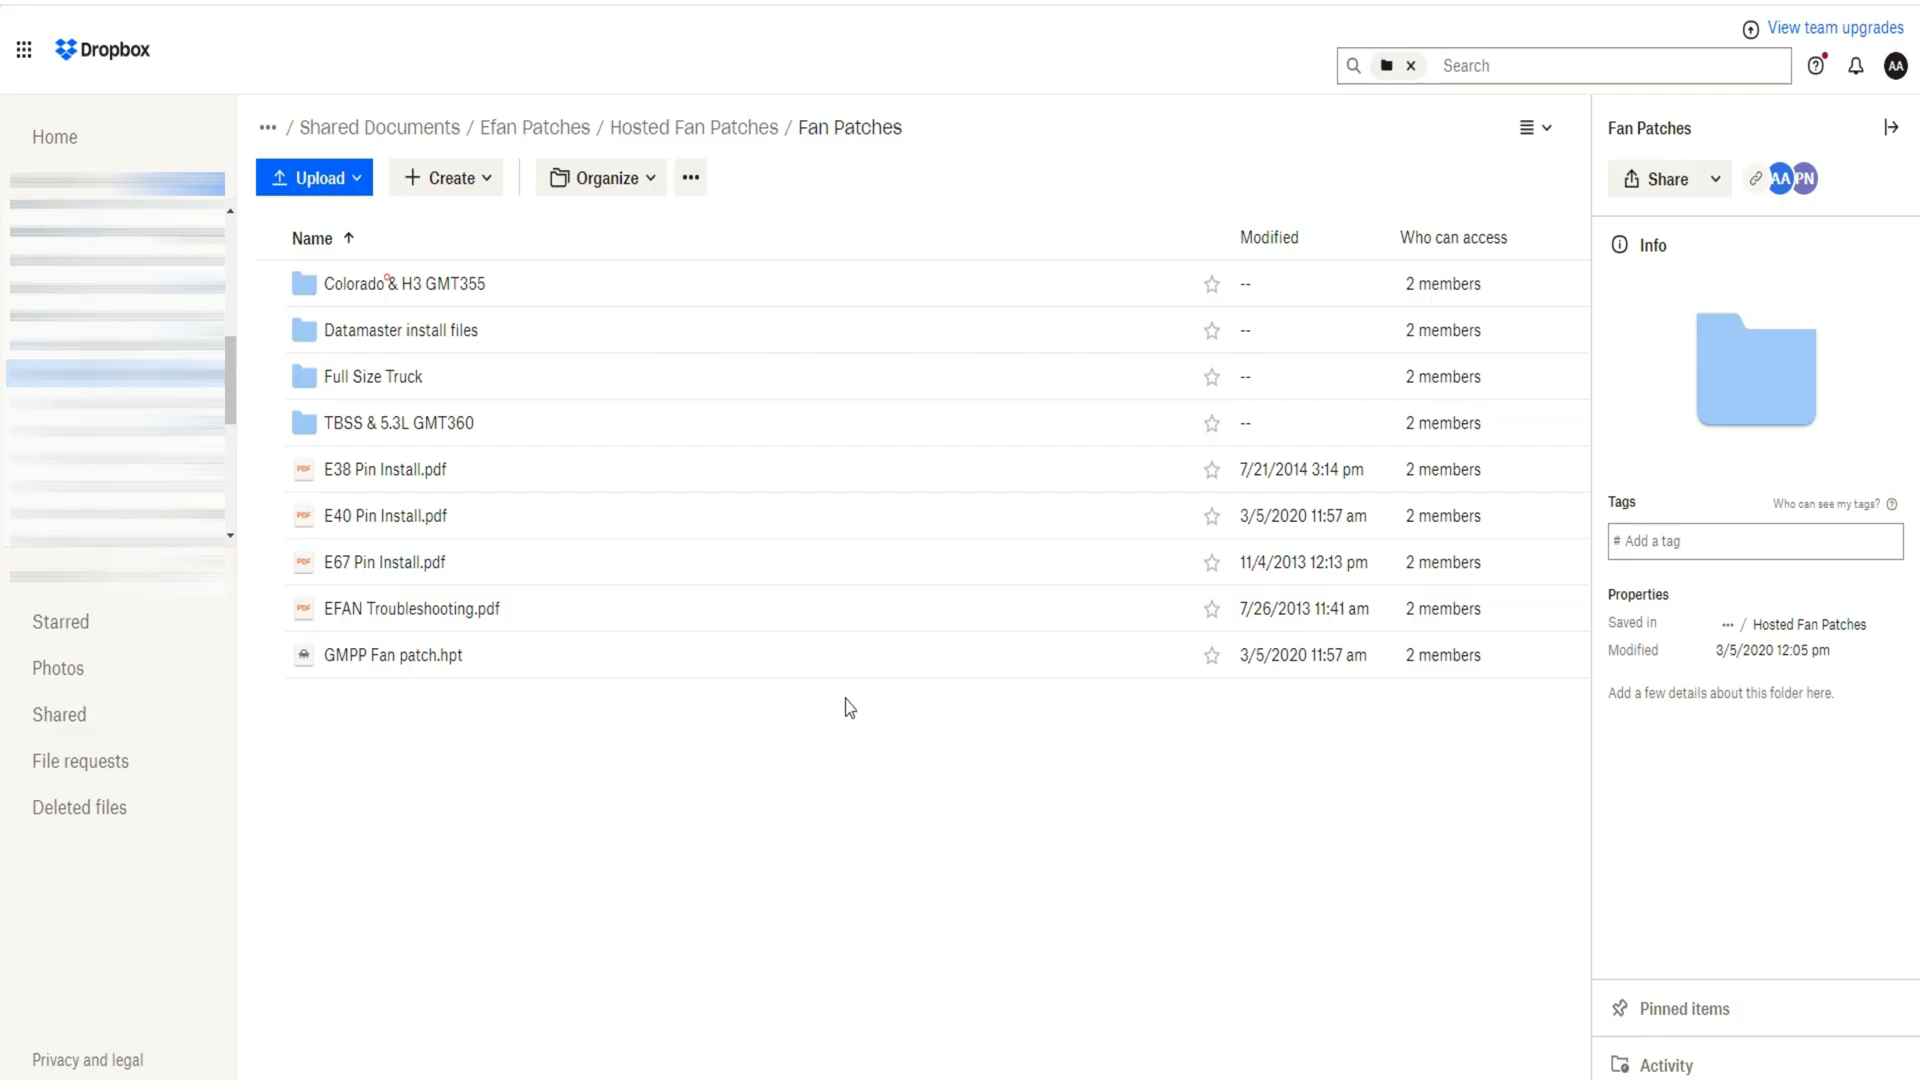 View team upgrades
Dropbox
Search
AA
Home
Starred
Photos
Shared
File requests
Deleted files
Privacy and legal
••• / Shared Documents / Efan Patches / Hosted Fan Patches / Fan Patches
Upload
Create
Organize
Name Modified Who can access
Colorado & H3 GMT355 -- 2 members
Datamaster install files -- 2 members
Full Size Truck -- 2 members
TBSS & 5.3L GMT360 -- 2 members
PDF E38 Pin Install.pdf 7/21/2014 3:14 pm 2 members
PDF E40 Pin Install.pdf 3/5/2020 11:57 am 2 members
PDF E67 Pin Install.pdf 11/4/2013 12:13 pm 2 members
PDF EFAN Troubleshooting.pdf 7/26/2013 11:41 am 2 members
GMPP Fan patch.hpt 3/5/2020 11:57 am 2 members
Fan Patches
Share AA PN
Info
Tags Who can see my tags?
# Add a tag
Properties
Saved in ••• / Hosted Fan Patches
Modified 3/5/2020 12:05 pm
Add a few details about this folder here.
Pinned items
Activity